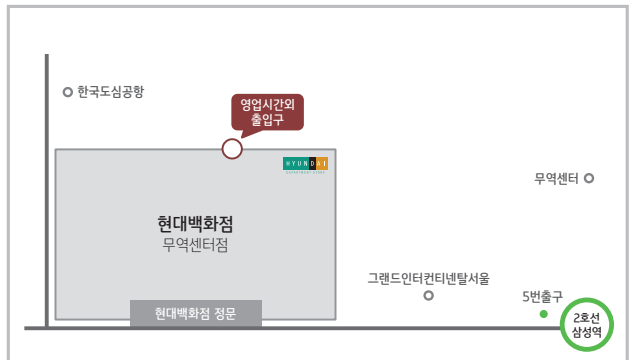 한국도심공항
영업시간외
출입구
HYUNDAI
DEPARTMENT STORE
무역센터
현대백화점
무역센터점
그랜드인터컨티넨탈서울
5번출구
현대백화점 정문
2호선
삼성역